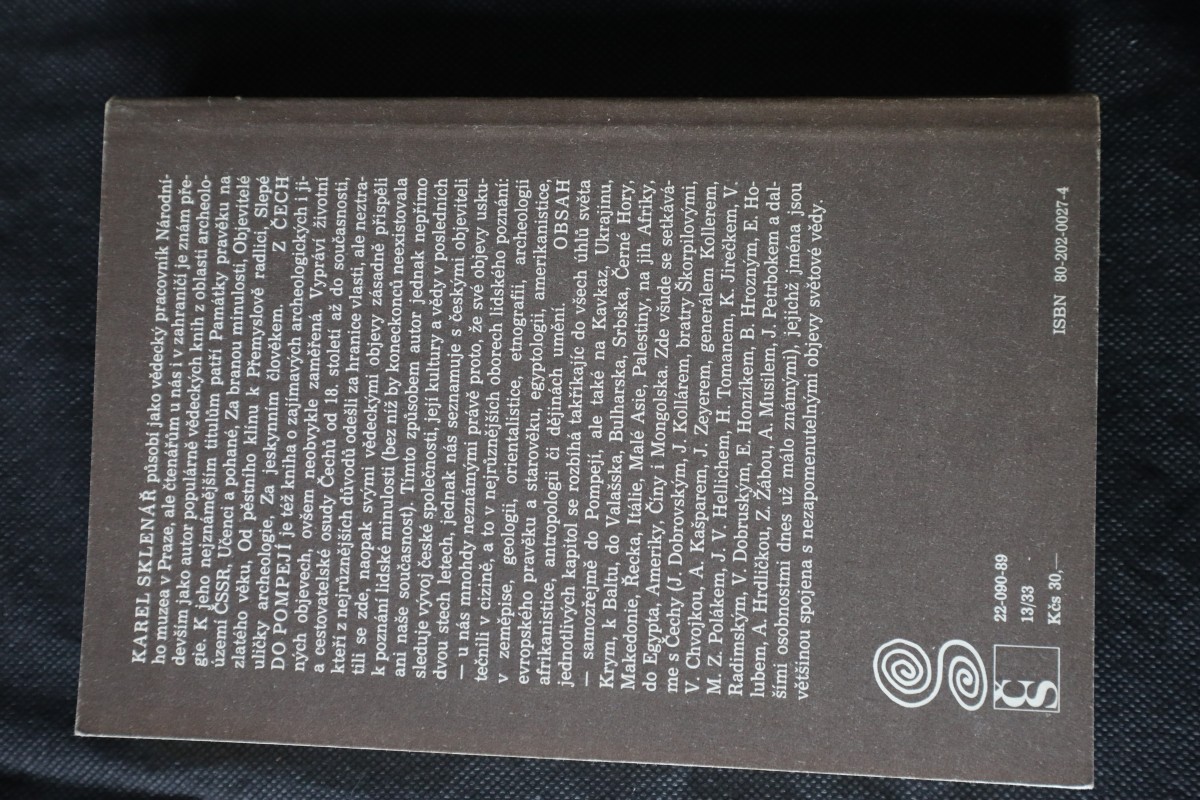 KAREL SKLENÁŘ působí jako vědecký pracovník Národní-
ho muzea v Praze, ale čtenářům u nás i v zahraničí je znám pře-
devším jako autor populárně vědeckých knih z oblasti archeolo-
gie. K jeho nejznámějším titulům patří Památky pravěku na
území ČSSR, Učenci a pohané, Za branou minulosti, Objevitelé
zlatého věku, Od pěstního klínu k Přemyslově radlici, Slepé
uličky archeologie, Za jeskynním člověkem. Z ČECH
DO POMPEJÍ je též kniha o zajímavých archeologických i ji-
ných objevech, ovšem neobvykle zaměřená. Vypráví životní
a cestovatelské osudy Čechů od 18. století až do současnosti,
kteří z nejrůznějších důvodů odešli za hranice vlasti, ale neztra-
tili se zde, naopak svými vědeckými objevy zásadně přispěli
k poznání lidské minulosti (bez níž by koneckonců neexistovala
ani naše současnost). Tímto způsobem autor jednak nepřímo
sleduje vývoj české společnosti, její kultury a vědy v posledních
dvou stech letech, jednak nás seznamuje s českými objeviteli
– u nás mnohdy neznámými právě proto, že své objevy usku-
tečnili v cizině, a to v nejrůznějších oborech lidského poznání:
v zeměpise, geologii, orientalistice, etnografii, archeologii
evropského pravěku a starověku, egyptologii, amerikanistice,
afrikanistice, antropologii či dějinách umění. OBSAH
jednotlivých kapitol se rozbíhá takříkajíc do všech úhlů světa
– samozřejmě do Pompejí, ale také na Kavkaz, Ukrajinu,
Krym, k Baltu, do Valašska, Bulharska, Srbska, Černé Hory,
Makedonie, Řecka, Itálie, Malé Asie, Palestiny, na jih Afriky,
do Egypta, Ameriky, Číny i Mongolska. Zde všude se setkává-
me s Čechy (J. Dobrovským, J. Kollárem, bratry Škorpilovými,
V. Chvojkou, A. Kašparem, J. Zeyerem, generálem Kollerem,
M. Z. Polákem, J. V. Hellichem, H. Tomanem, K. Jirečkem, V.
Radimským, V. Dobruským, E. Honzíkem, B. Hrozným, E. Ho-
lubem, A. Hrdličkou, Z. Žábou, A. Musilem, J. Petrbokem a dal-
šími osobnostmi dnes už málo známými), jejichž jména jsou
většinou spojena s nezapomenutelnými objevy světové vědy.
ČS
22-090-89
13/33
Kčs 30,—
ISBN 80-202-0027-4